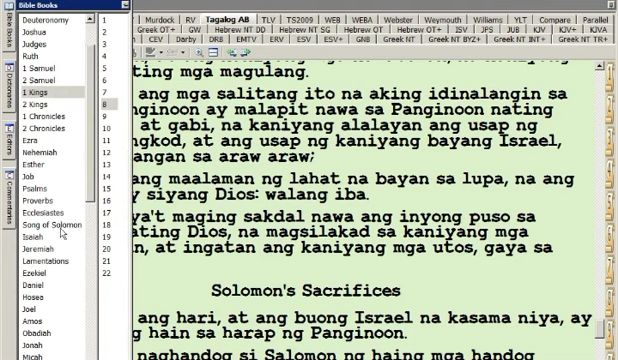 Bible Books
Deuteronomy 1
Joshua 2
Judges 3
Ruth 4
1 Samuel 5
2 Samuel 6
1 Kings 7
2 Kings 8
1 Chronicles 9
2 Chronicles 10
Ezra 11
Nehemiah 12
Esther 13
Job 14
Psalms 15
Proverbs 16
Ecclesiastes 17
Song of Solomon 18
Isaiah 19
Jeremiah 20
Lamentations 21
Ezekiel 22
Daniel
Hosea
Joel
Amos
Obadiah
Jonah
Micah
Bible Books
Dictionaries
Editors
Commentaries
Murdock RV Tagalog AB TLV TS2009 WEB WEBA Webster Weymouth Williams YLT Compare Parallel
Greek OT+ GW Hebrew NT DD Hebrew NT SG Hebrew OT Hebrew OT+ ISV JPS JUB KJV KJV+ KJVA
CEV Darby DRB EMTV ERV ESV ESV+ GNB Greek NT Greek NT BYZ+ Greek NT INT+ Greek NT TR+
ating mga magulang.
ang mga salitang ito na aking idinalangin sa
nginoon ay malapit nawa sa Panginoon nating
at gabi, na kaniyang alalayan ang usap ng
ngkod, at ang usap ng kaniyang bayang Israel,
angan sa araw araw;
ang maalaman ng lahat na bayan sa lupa, na ang
y siyang Dios: walang iba.
ya't maging sakdal nawa ang inyong puso sa
ating Dios, na magsilakad sa kaniyang mga
n, at ingatan ang kaniyang mga utos, gaya sa
Solomon's Sacrifices
ang hari, at ang buong Israel na kasama niya, ay
g hain sa harap ng Panginoon.
naghandog si Salomon ng haing mga handog